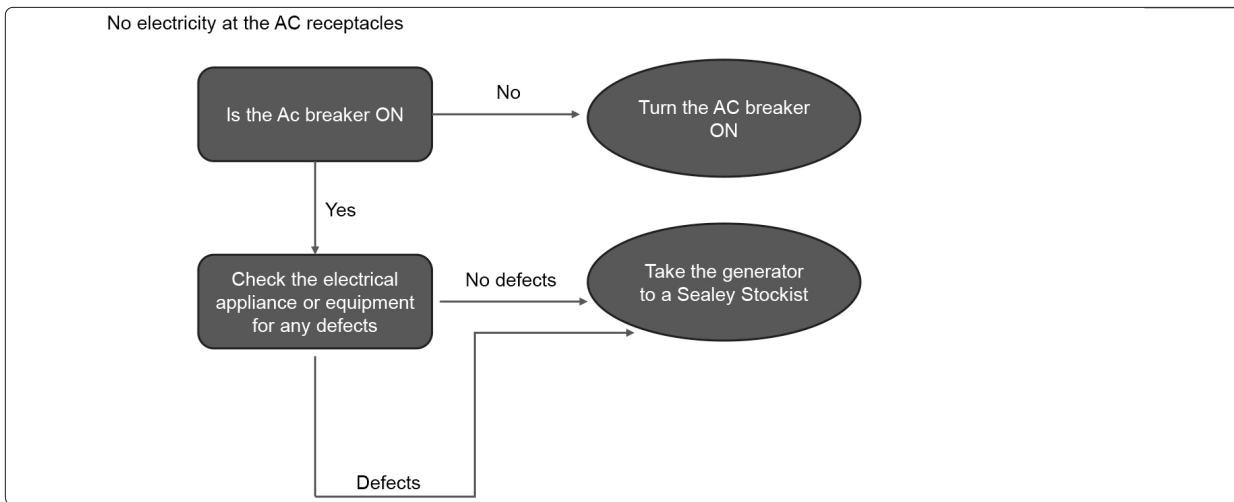 No electricity at the AC receptacles
Is the Ac breaker ON
No
Turn the AC breaker
ON
Yes
Check the electrical
appliance or equipment
for any defects
No defects
Take the generator
to a Sealey Stockist
Defects